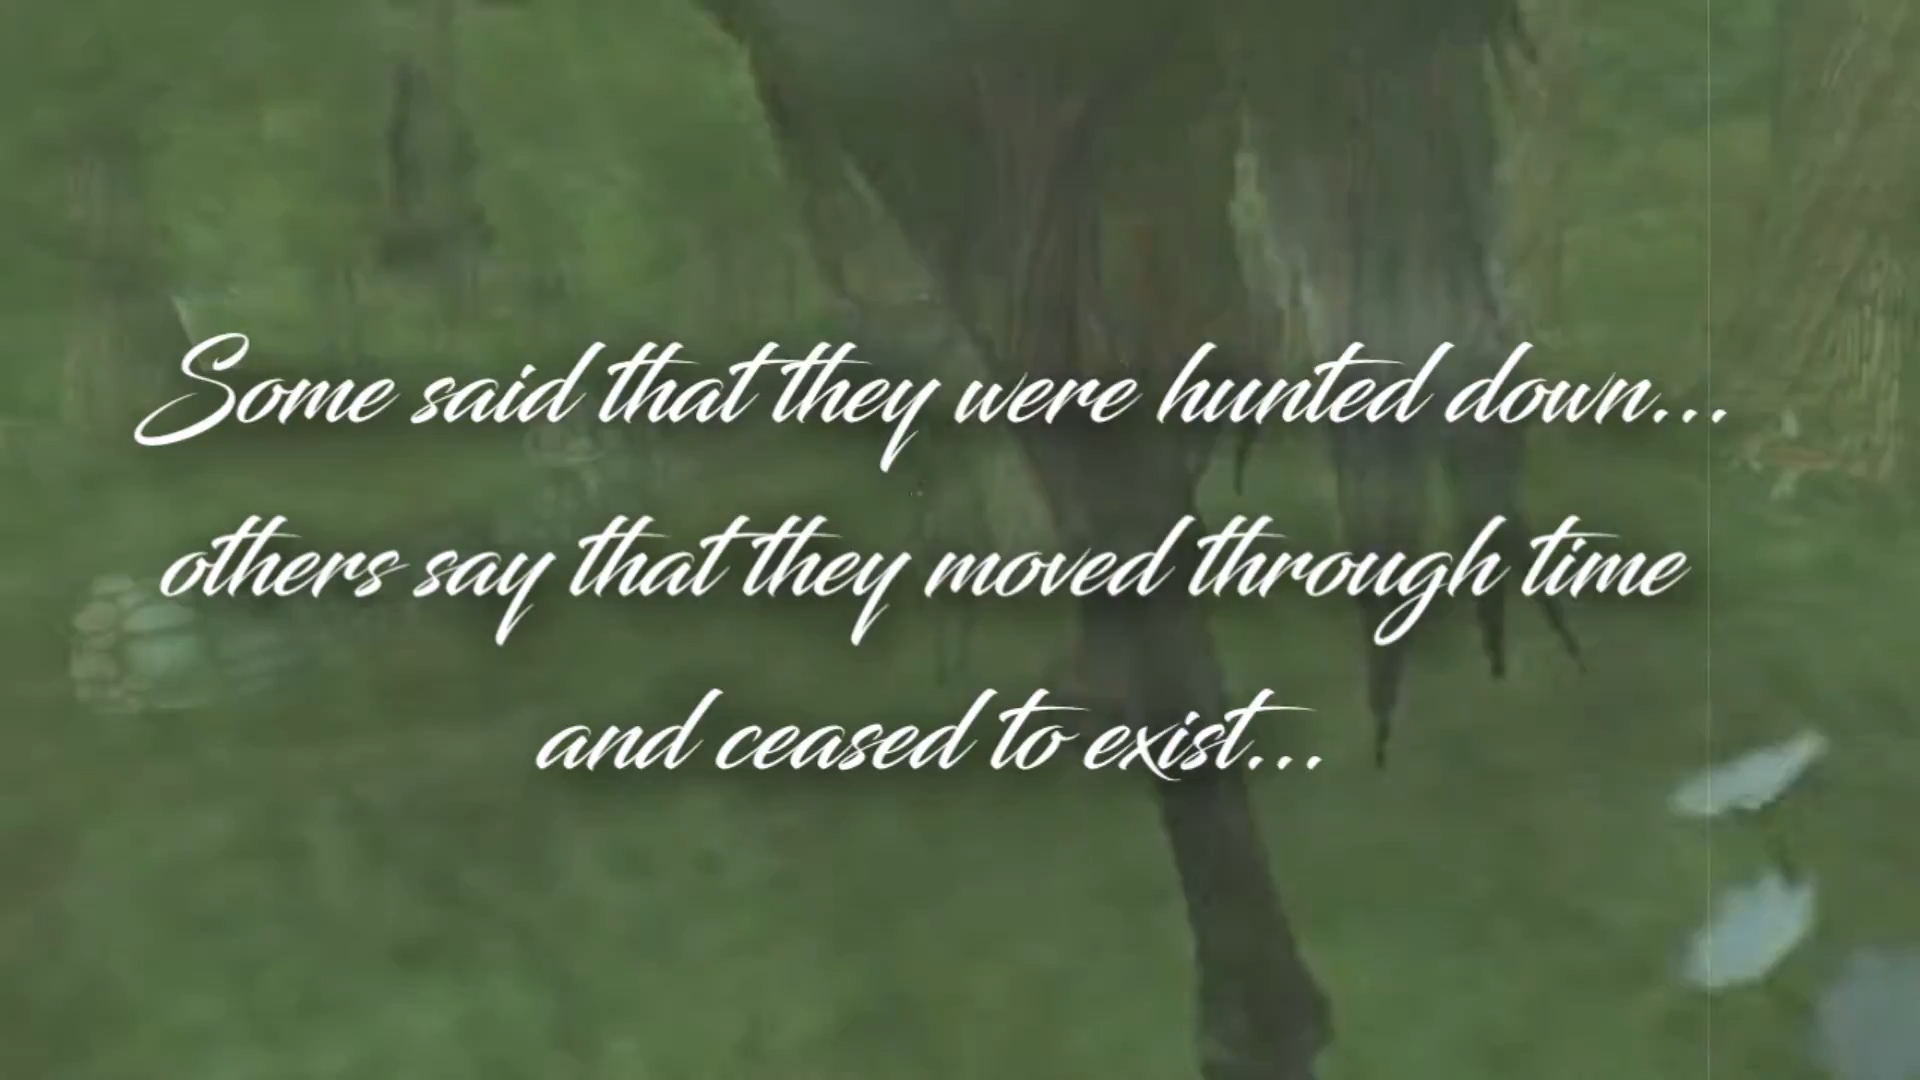 Some said that they were hunted down...
others say that they moved through time
and ceased to exist...